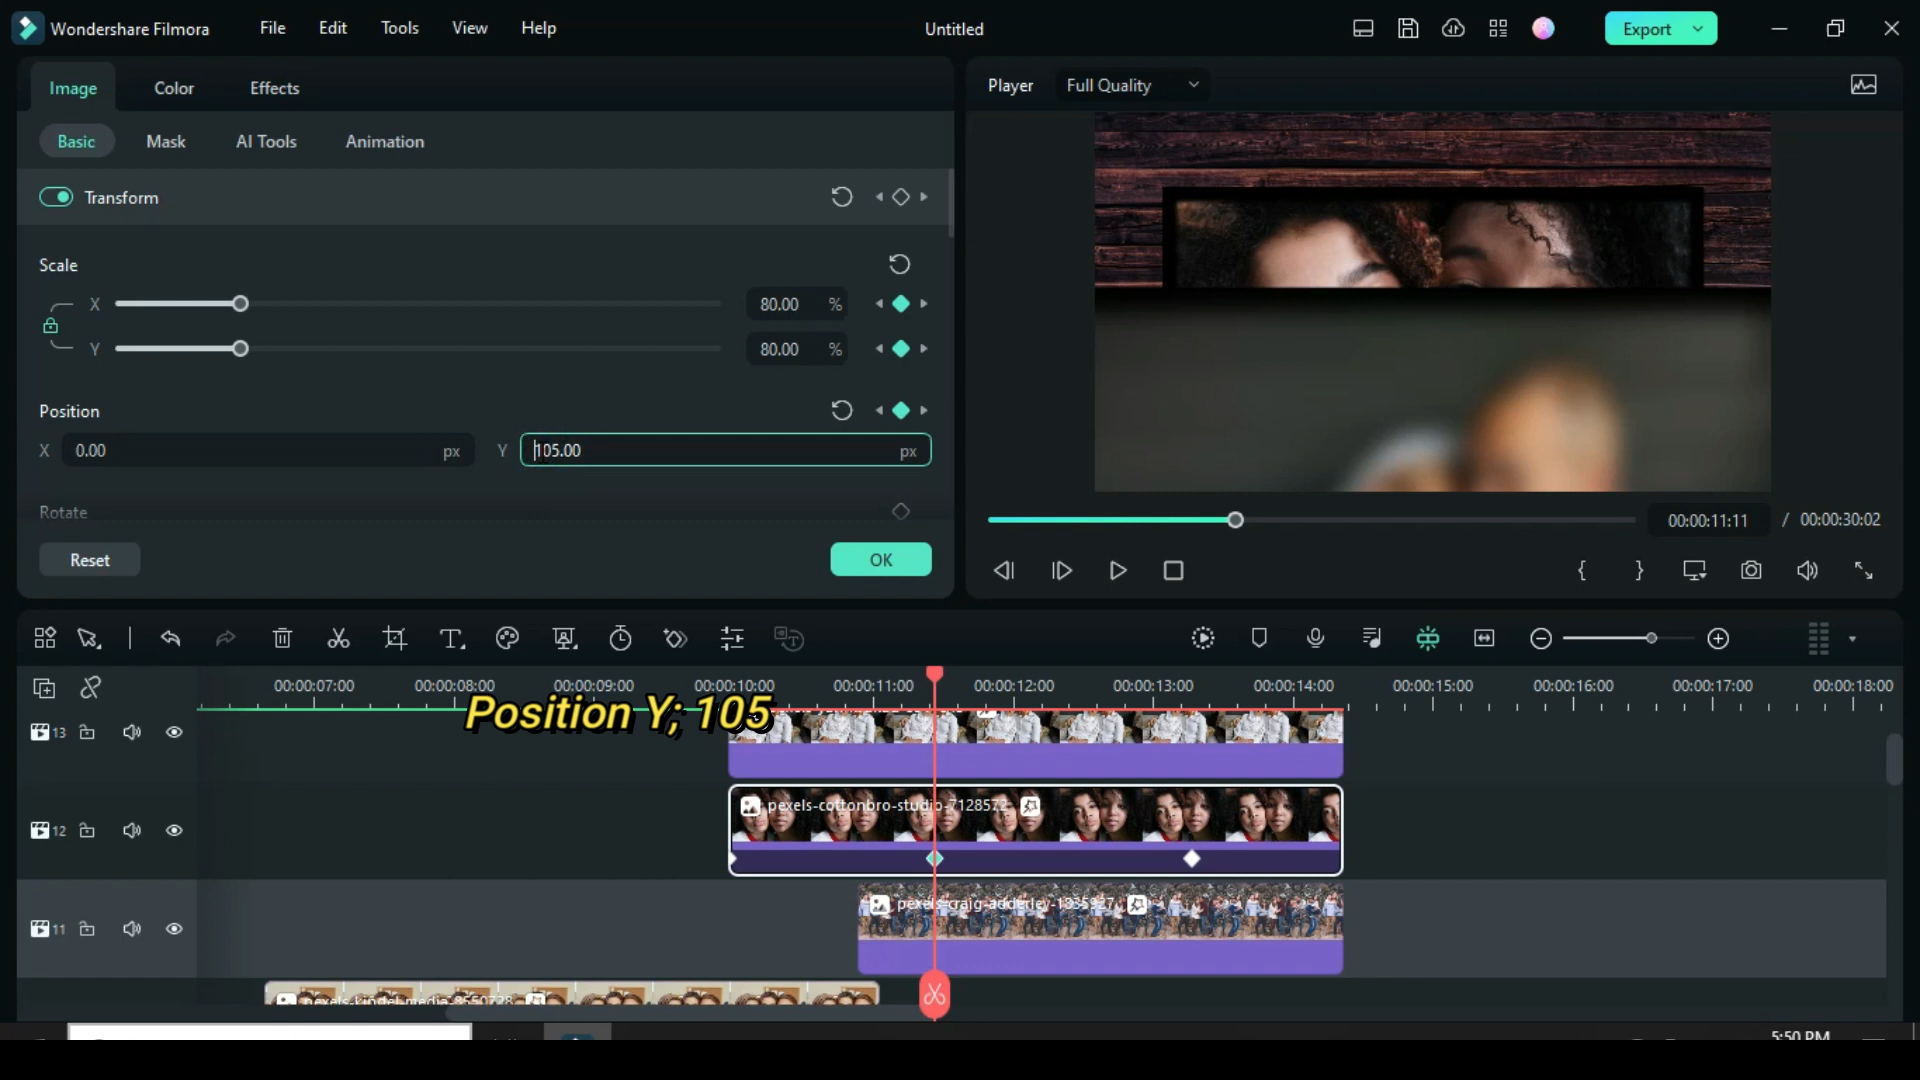 Wondershare Filmora File Edit Tools View Help Untitled Export
Image Color Effects
Player Full Quality
Basic Mask AI Tools Animation
Transform
Scale
X 80.00 %
Y 80.00 %
Position
X 0.00 px Y 105.00 px
Rotate
Reset OK
00:00:11:11 / 00:00:30:02
00:00:07:00 00:00:08:00 00:00:09:00 00:00:10:00 00:00:11:00 00:00:12:00 00:00:13:00 00:00:14:00 00:00:15:00 00:00:16:00 00:00:17:00 00:00:18:00
Position Y; 105
13
12 pexels-cottonbro-studio-7128572
11 pexels-craig-adderley-1835927
pexels-kindel-media-8550728
5:50 PM